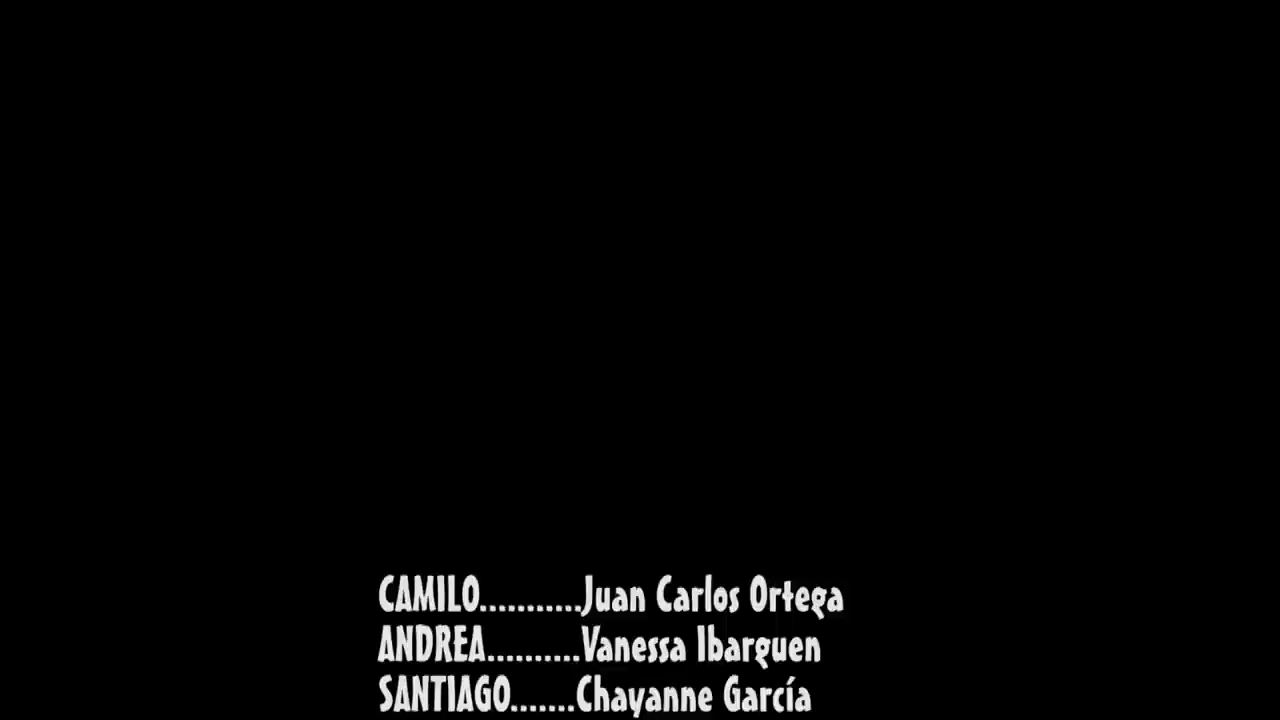 CAMILO...........Juan Carlos Ortega
ANDREA..........Vanessa Ibarguen
SANTIAGO.......Chayanne García